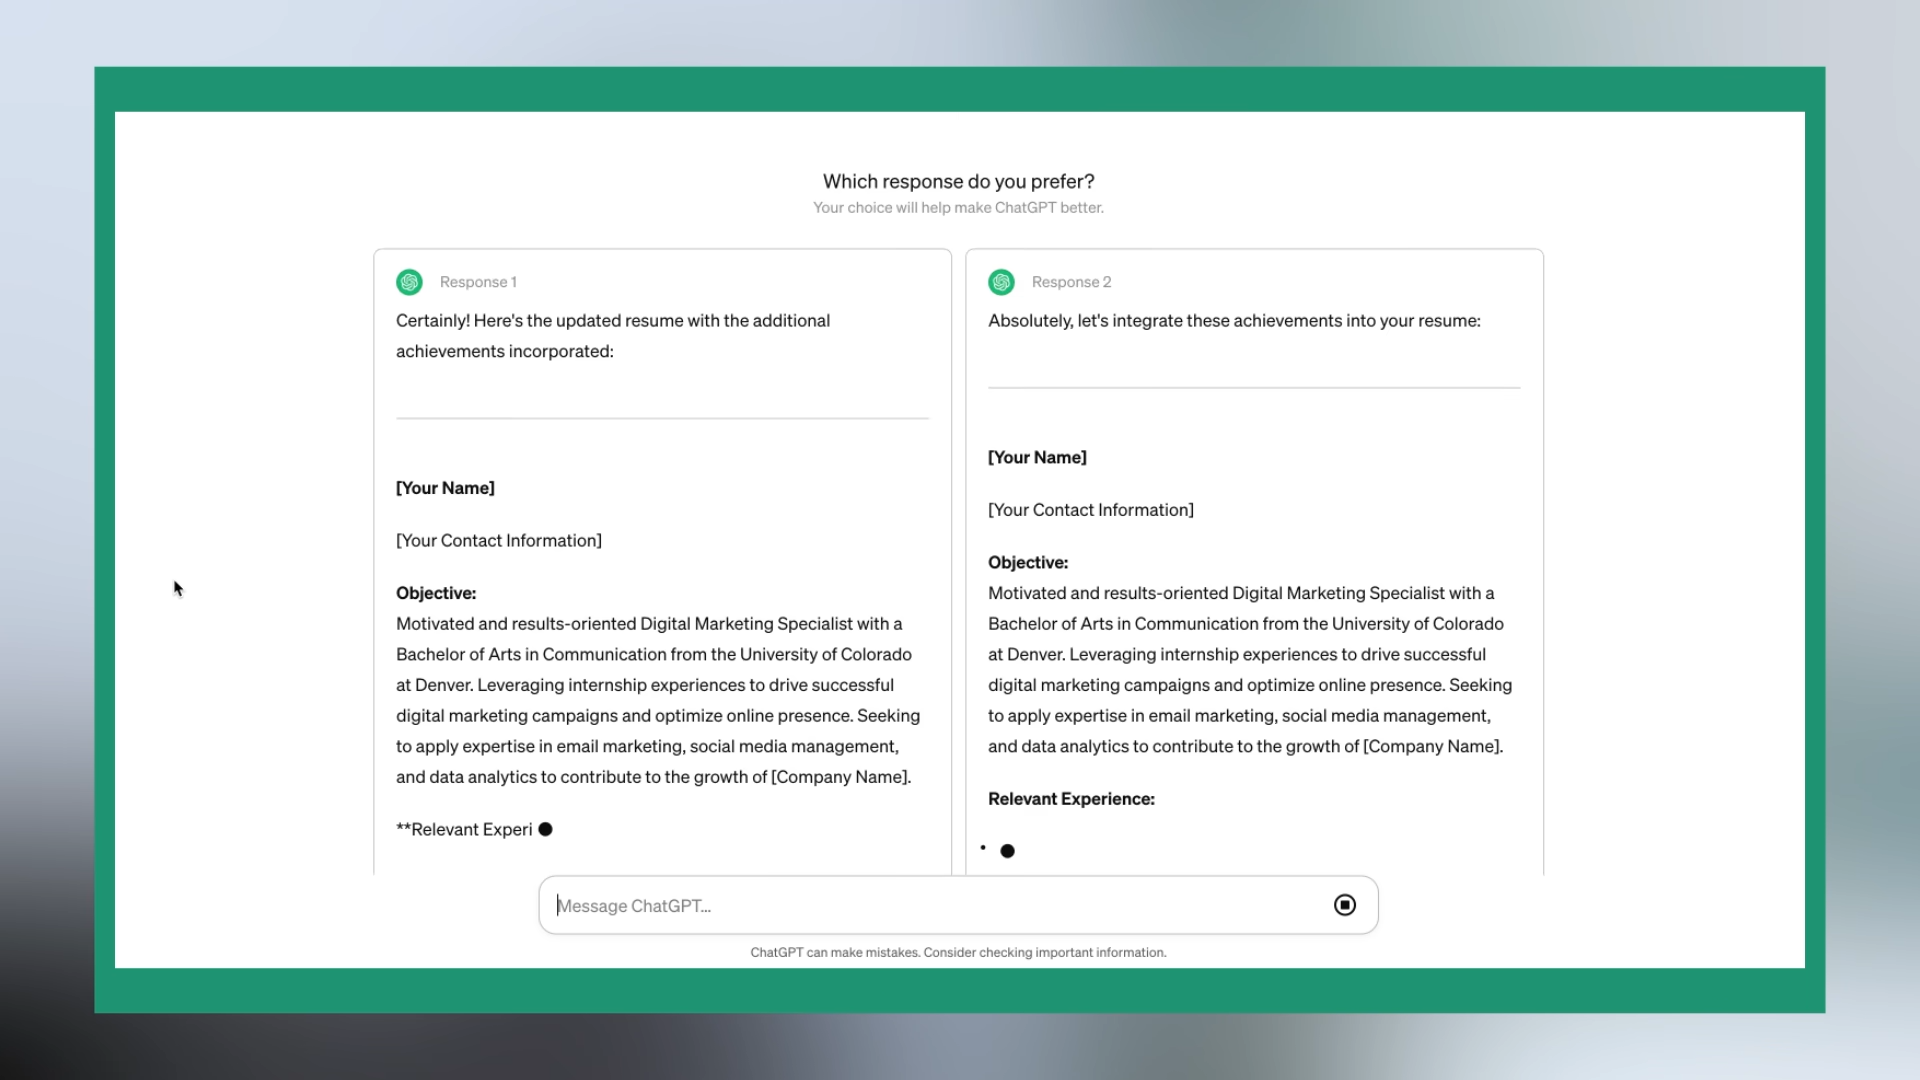 Which response do you prefer?
Your choice will help make ChatGPT better.
Response 1
Certainly! Here's the updated resume with the additional
achievements incorporated:
[Your Name]
[Your Contact Information]
Objective:
Motivated and results-oriented Digital Marketing Specialist with a
Bachelor of Arts in Communication from the University of Colorado
at Denver. Leveraging internship experiences to drive successful
digital marketing campaigns and optimize online presence. Seeking
to apply expertise in email marketing, social media management,
and data analytics to contribute to the growth of [Company Name].
**Relevant Experi
Response 2
Absolutely, let's integrate these achievements into your resume:
[Your Name]
[Your Contact Information]
Objective:
Motivated and results-oriented Digital Marketing Specialist with a
Bachelor of Arts in Communication from the University of Colorado
at Denver. Leveraging internship experiences to drive successful
digital marketing campaigns and optimize online presence. Seeking
to apply expertise in email marketing, social media management,
and data analytics to contribute to the growth of [Company Name].
Relevant Experience:
Message ChatGPT...
ChatGPT can make mistakes. Consider checking important information.